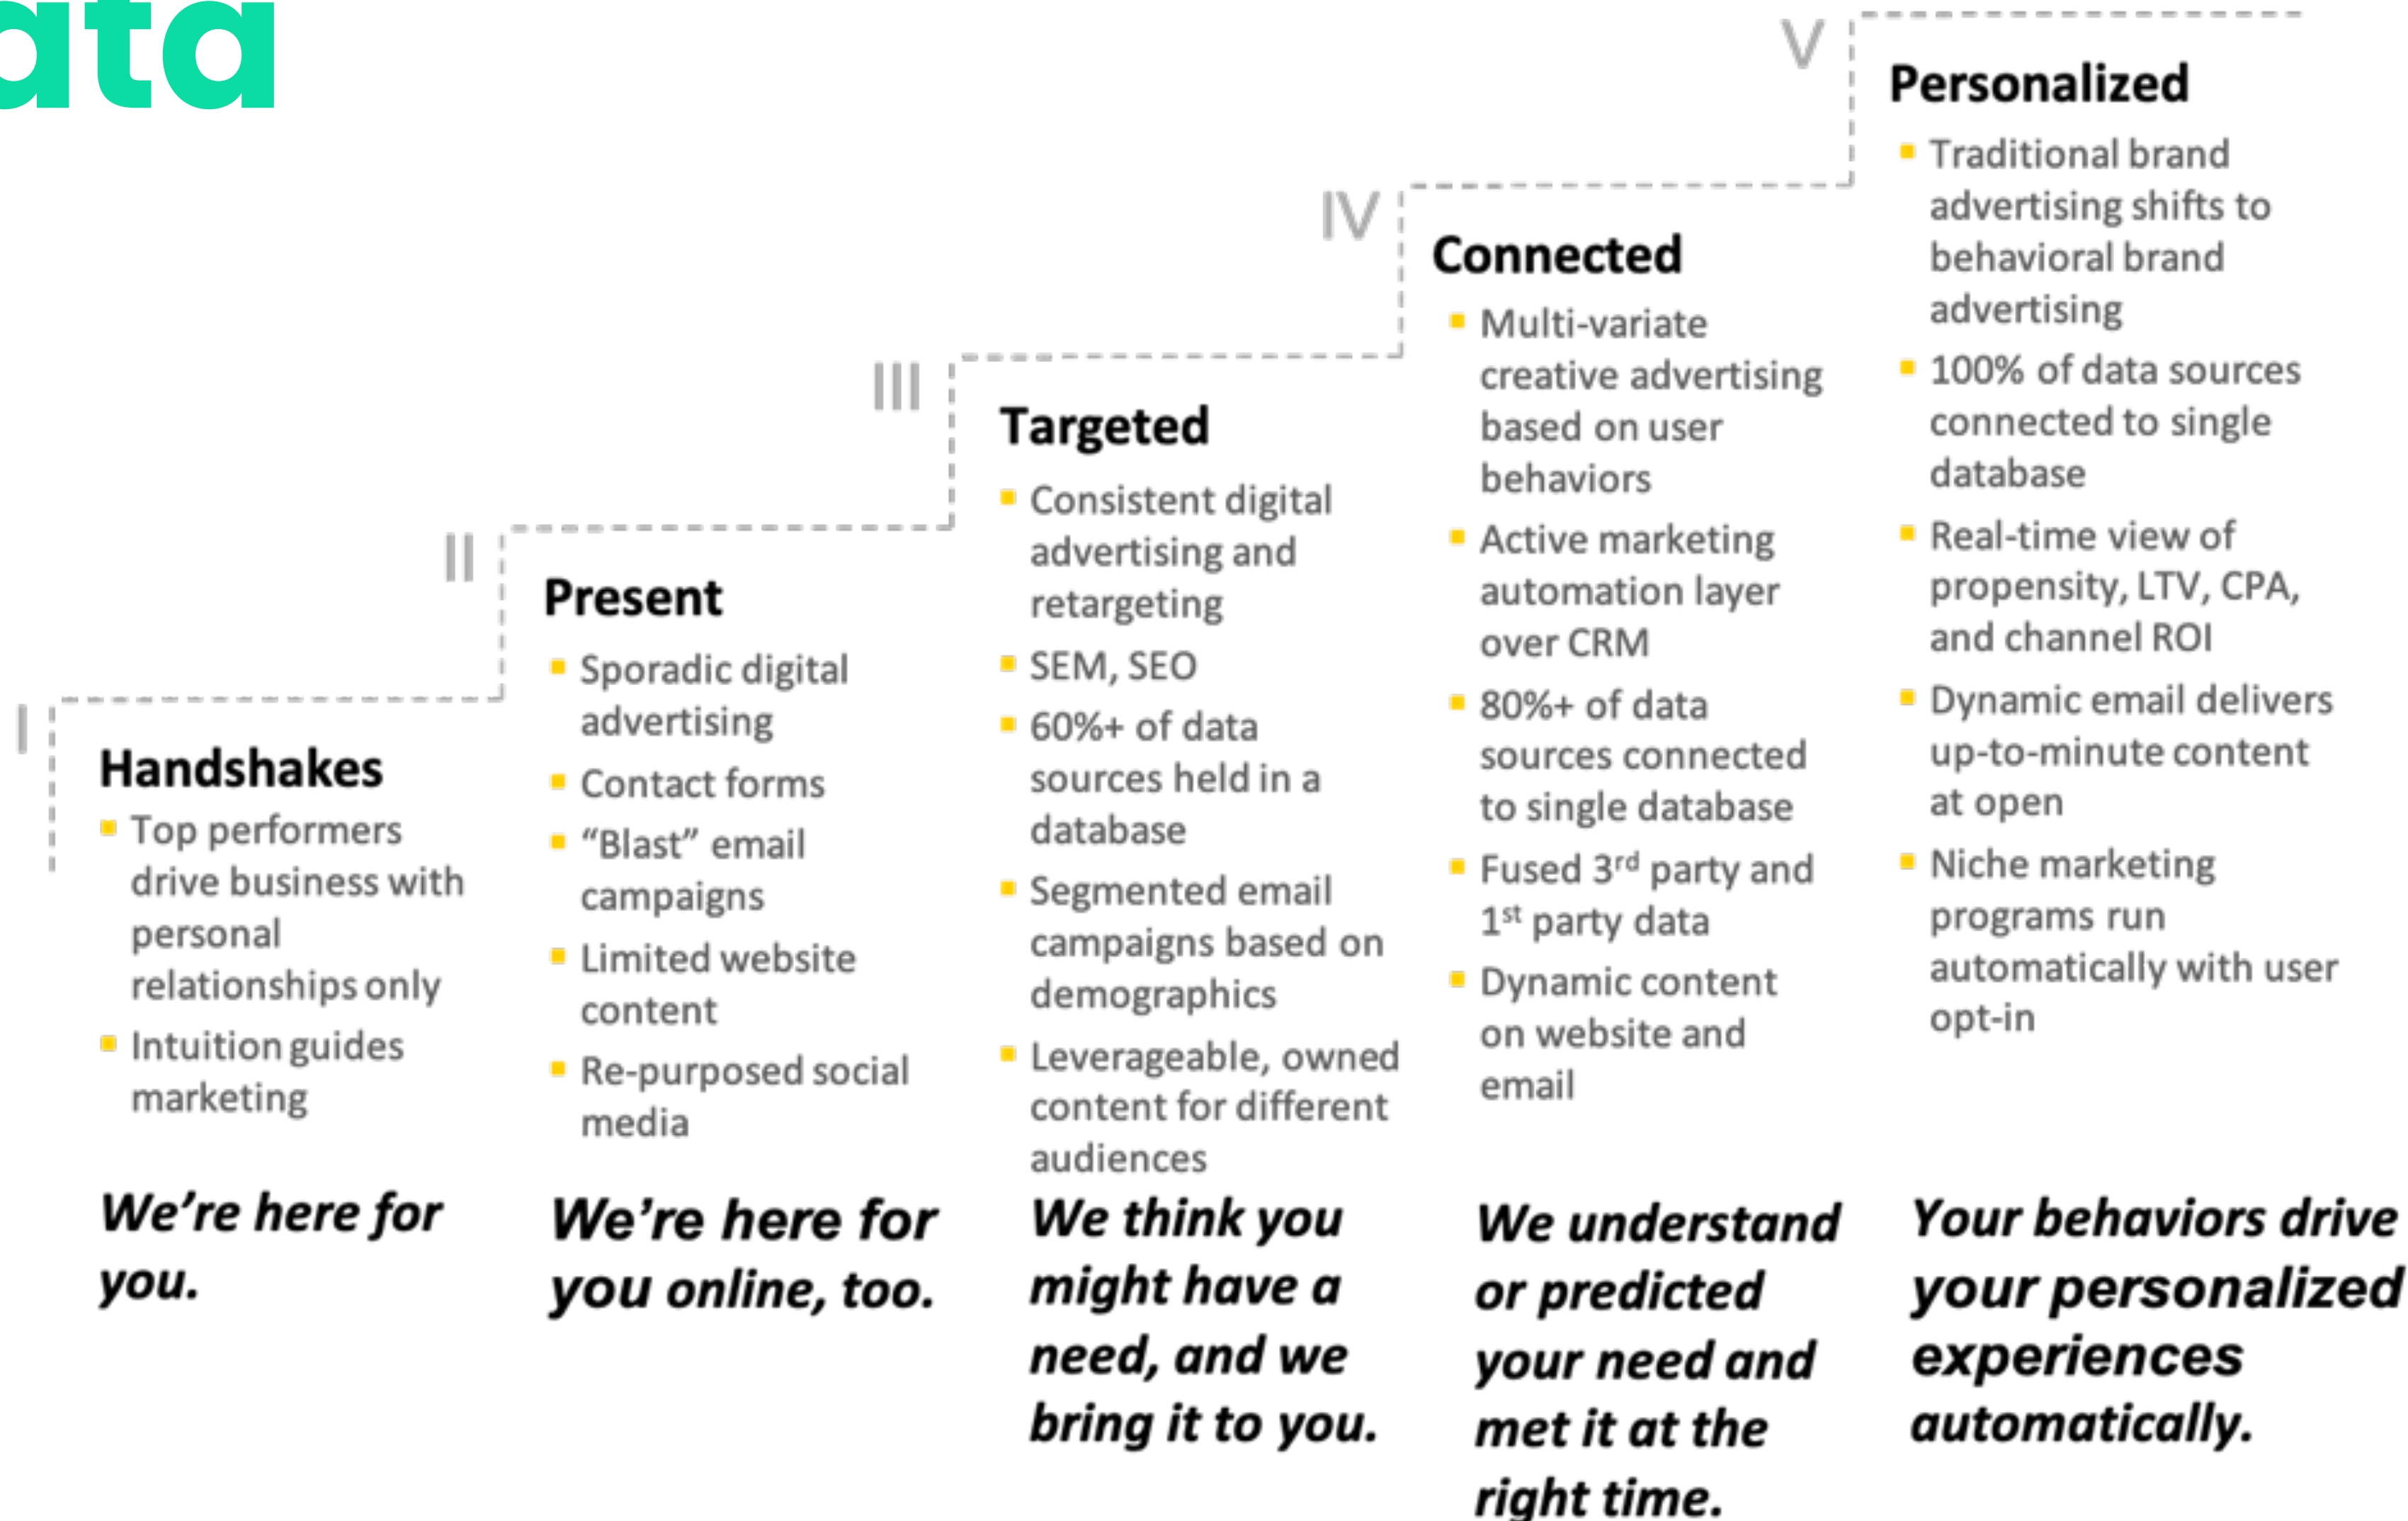 ata
I
Handshakes
Top performers
drive business with
personal
relationships only
Intuition guides
marketing
We're here for
you.
II
Present
Sporadic digital
advertising
Contact forms
“Blast” email
campaigns
Limited website
content
Re-purposed social
media
We're here for
you online, too.
III
Targeted
Consistent digital
advertising and
retargeting
SEM, SEO
60%+ of data
sources held in a
database
Segmented email
campaigns based on
demographics
Leverageable, owned
content for different
audiences
We think you
might have a
need, and we
bring it to you.
IV
Connected
Multi-variate
creative advertising
based on user
behaviors
Active marketing
automation layer
over CRM
80%+ of data
sources connected
to single database
Fused 3rd party and
1st party data
Dynamic content
on website and
email
We understand
or predicted
your need and
met it at the
right time.
V
Personalized
Traditional brand
advertising shifts to
behavioral brand
advertising
100% of data sources
connected to single
database
Real-time view of
propensity, LTV, CPA,
and channel ROI
Dynamic email delivers
up-to-minute content
at open
Niche marketing
programs run
automatically with user
opt-in
Your behaviors drive
your personalized
experiences
automatically.